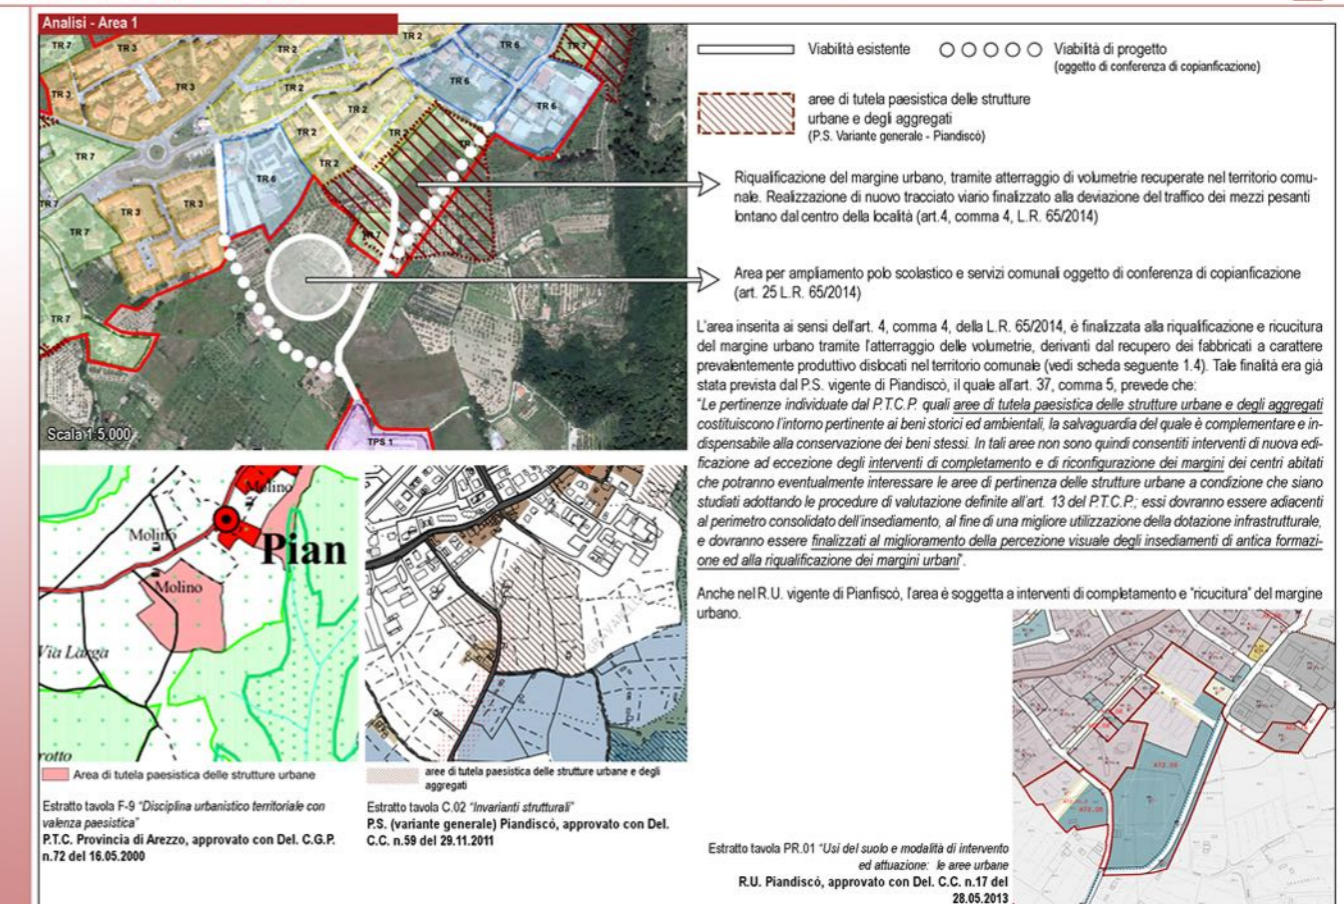 Analisi - Area 1
TR 7
TR 3
TR 2
TR 2
TR 6
TR 7
TR 3
TR 3
TR 2
TR 6
TR 2
TR 2
TR 7
TR 2
TR 6
TR 7
TR 3
TR 3
TR 7
TR 7
TR 7
TPS 1
Scala 1:5.000
Viabilità esistente
Viabilità di progetto
(oggetto di conferenza di copianficazione)
aree di tutela paesistica delle strutture
urbane e degli aggregati
(P.S. Variante generale - Piandiscò)
Riqualificazione del margine urbano, tramite atterraggio di volumetrie recuperate nel territorio comu-
nale. Realizzazione di nuovo tracciato viario finalizzato alla deviazione del traffico dei mezzi pesanti
lontano dal centro della località (art.4, comma 4, L.R. 65/2014)
Area per ampliamento polo scolastico e servizi comunali oggetto di conferenza di copianficazione
(art. 25 L.R. 65/2014)
L'area inserita ai sensi dell'art. 4, comma 4, della L.R. 65/2014, è finalizzata alla riqualificazione e ricucitura
del margine urbano tramite l'atterraggio delle volumetrie, derivanti dal recupero dei fabbricati a carattere
prevalentemente produttivo dislocati nel territorio comunale (vedi scheda seguente 1.4). Tale finalità era già
stata prevista dal P.S. vigente di Piandiscò, il quale all'art. 37, comma 5, prevede che:
"Le pertinenze individuate dal P.T.C.P. quali aree di tutela paesistica delle strutture urbane e degli aggregati
costituiscono l'intorno pertinente ai beni storici ed ambientali, la salvaguardia del quale è complementare e in-
dispensabile alla conservazione dei beni stessi. In tali aree non sono quindi consentiti interventi di nuova edi-
ficazione ad eccezione degli interventi di completamento e di riconfigurazione dei margini dei centri abitati
che potranno eventualmente interessare le aree di pertinenza delle strutture urbane a condizione che siano
studiati adottando le procedure di valutazione definite all'art. 13 del P.T.C.P.; essi dovranno essere adiacenti
al perimetro consolidato dell'insediamento, al fine di una migliore utilizzazione della dotazione infrastrutturale,
e dovranno essere finalizzati al miglioramento della percezione visuale degli insediamenti di antica formazi-
one ed alla riqualificazione dei margini urbani".
Anche nel R.U. vigente di Pianfiscò, l'area è soggetta a interventi di completamento e "ricucitura" del margine
urbano.
Molino
Molino
Pian
Molino
Via Larga
rotto
Area di tutela paesistica delle strutture urbane
Estratto tavola F-9 "Disciplina urbanistico territoriale con
valenza paesistica"
P.T.C. Provincia di Arezzo, approvato con Del. C.G.P.
n.72 del 16.05.2000
aree di tutela paesistica delle strutture urbane e degli
aggregati
Estratto tavola C.02 "Invarianti strutturali"
P.S. (variante generale) Piandiscò, approvato con Del.
C.C. n.59 del 29.11.2011
Estratto tavola PR.01 "Usi del suolo e modalità di intervento
ed attuazione: le aree urbane
R.U. Piandiscò, approvato con Del. C.C. n.17 del
28.05.2013